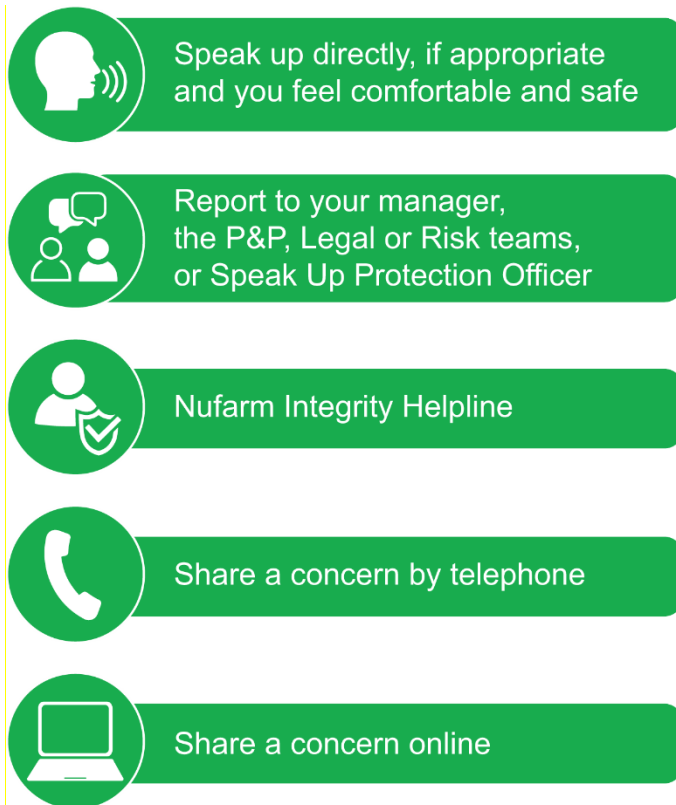 Speak up directly, if appropriate
and you feel comfortable and safe
Report to your manager,
the P&P, Legal or Risk teams,
or Speak Up Protection Officer
Nufarm Integrity Helpline
Share a concern by telephone
Share a concern online